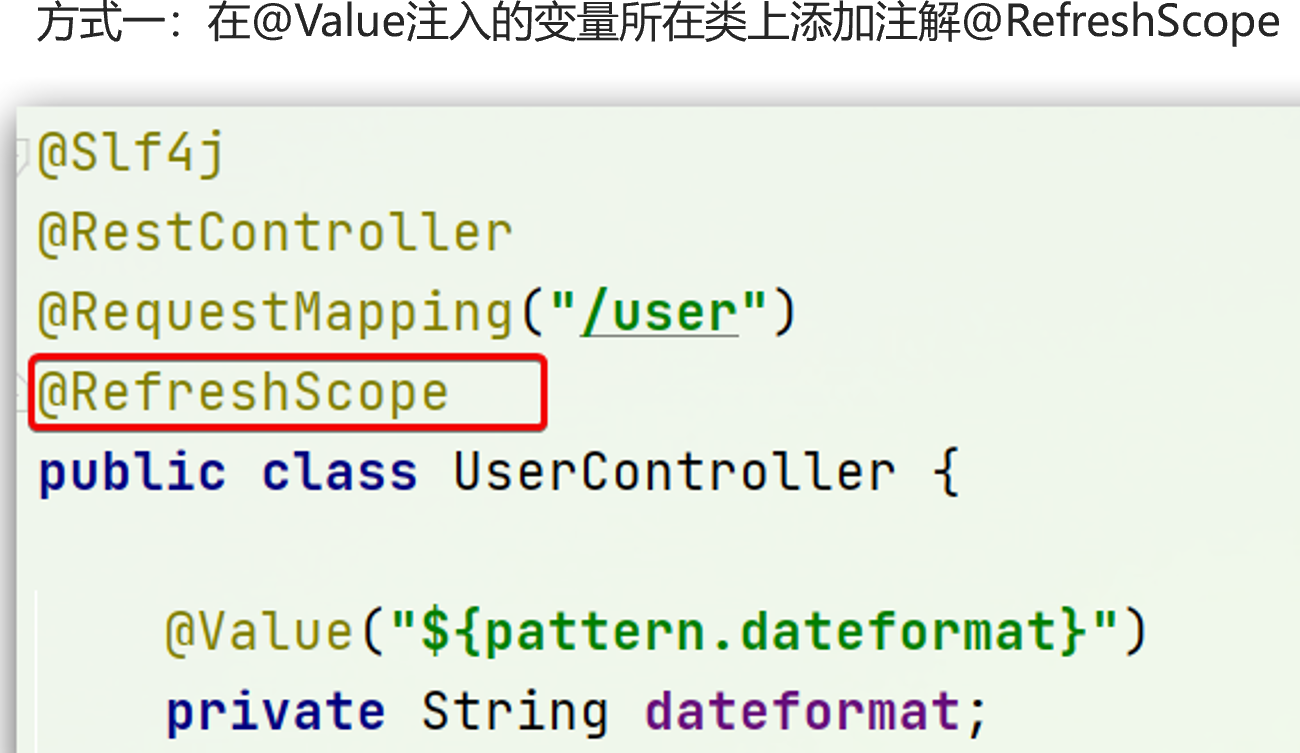 方式一：在@Value注入的变量所在类上添加注解@RefreshScope
@Slf4j
@RestController
@RequestMapping("/user")
@RefreshScope
public class UserController {
@Value("${pattern.dateformat}")
private String dateformat;